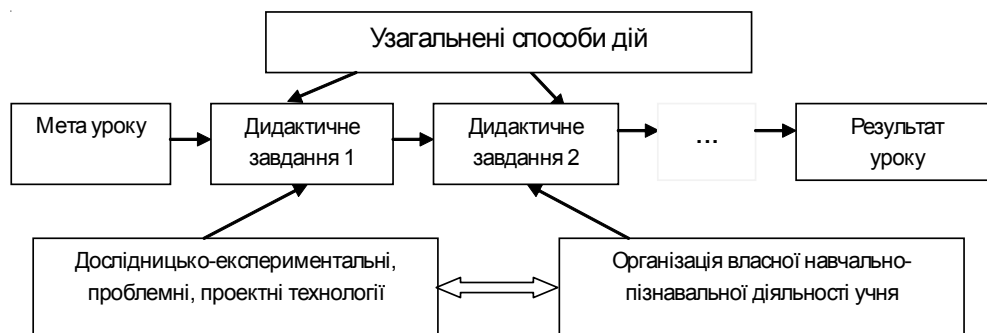 Узагальнені способи дій
Мета уроку
Дидактичне
завдання 1
Дидактичне
завдання 2
...
Результат
уроку
Дослідницько-експериментальні,
проблемні, проектні технології
Організація власної навчально-
пізнавальної діяльності учня